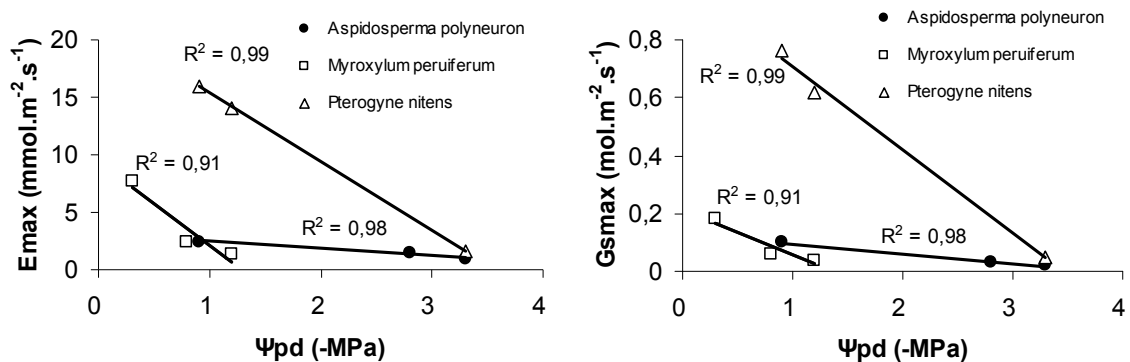 Emax (mmol.m⁻².s⁻¹)
20
15
10
5
0
0
1
2
3
4
Ψpd (-MPa)
R² = 0,99
R² = 0,91
R² = 0,98
Aspidosperma polyneuron
Myroxylum peruiferum
Pterogyne nitens
Gsmax (mol.m⁻².s⁻¹)
0,8
0,6
0,4
0,2
0
0
1
2
3
4
Ψpd (-MPa)
R² = 0,99
R² = 0,91
R² = 0,98
Aspidosperma polyneuron
Myroxylum peruiferum
Pterogyne nitens